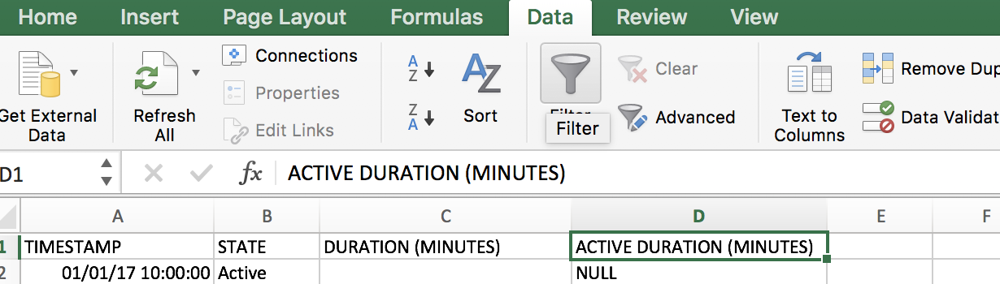 Home Insert Page Layout Formulas Data Review View
Connections
Properties
Edit Links
Get External
Data
Refresh
All
A
Z
Z
A
AZ
Sort
Filter
Clear
Advanced
Text to
Columns
Remove Dup
Data Validat
D1 fx ACTIVE DURATION (MINUTES)
A B C D E F
1 TIMESTAMP STATE DURATION (MINUTES) ACTIVE DURATION (MINUTES)
2 01/01/17 10:00:00 Active NULL